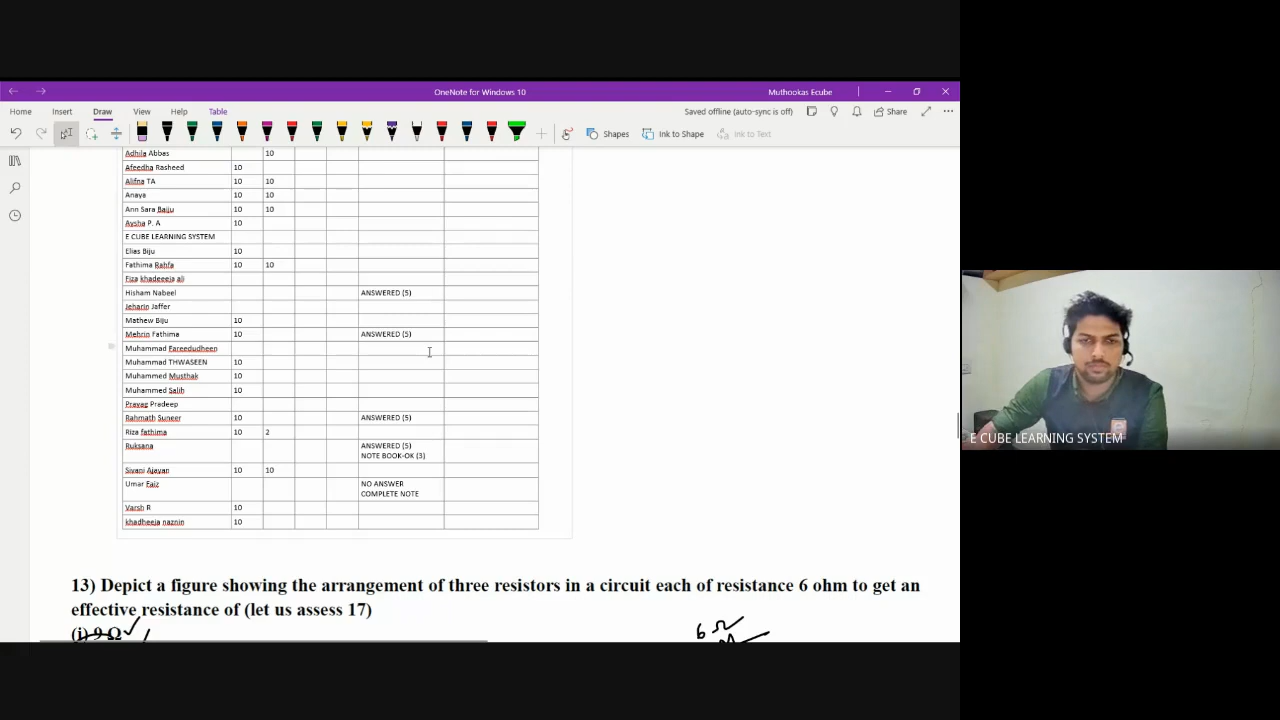 OneNote for Windows 10
Muthookas Ecube
Home Insert Draw View Help Table
Saved offline (auto-sync is off)
Share
Shapes
Ink to Shape
Ink to Text
Adhila Abbas 10
Afeedha Rasheed 10
Alifna TA 10 10
Anaya 10 10
Ann Sara Baiju 10 10
Aysha P. A 10
E CUBE LEARNING SYSTEM
Elias Biju 10
Fathima Rahfa 10 10
Fiza khadeeeja ali
Hisham Nabeel ANSWERED (5)
Jeharin Jaffer
Mathew Biju 10
Mehrin Fathima 10 ANSWERED (5)
Muhammad Fareedudheen
Muhammad THWASEEN 10
Muhammed Musthak 10
Muhammed Salih 10
Prayag Pradeep
Rahmath Suneer 10 ANSWERED (5)
Riza fathima 10 2
Ruksana ANSWERED (5)
NOTE BOOK-OK (3)
Sivani Ajayan 10 10
Umar Faiz NO ANSWER
COMPLETE NOTE
Varsh R 10
khadheeja naznin 10
13) Depict a figure showing the arrangement of three resistors in a circuit each of resistance 6 ohm to get an
effective resistance of (let us assess 17)
(i) 9 Ω
6 Ω
E CUBE LEARNING SYSTEM